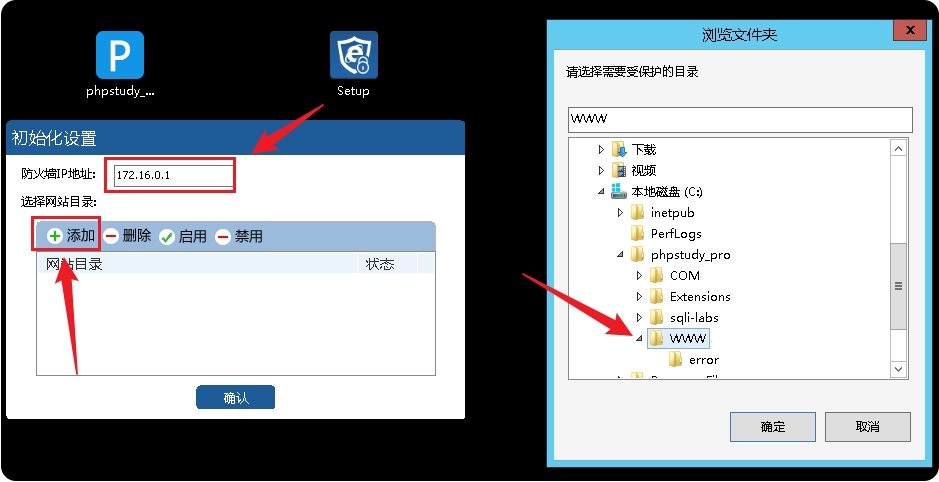 P
phpstudy_...
Setup
初始化设置
防火墙IP地址:
172.16.0.1
选择网站目录:
添加 删除 启用 禁用
网站目录 状态
确认
浏览文件夹
x
请选择需要受保护的目录
WWW
下载
视频
本地磁盘 (C:)
inetpub
PerfLogs
phpstudy_pro
COM
Extensions
sqli-labs
WWW
error
确定 取消